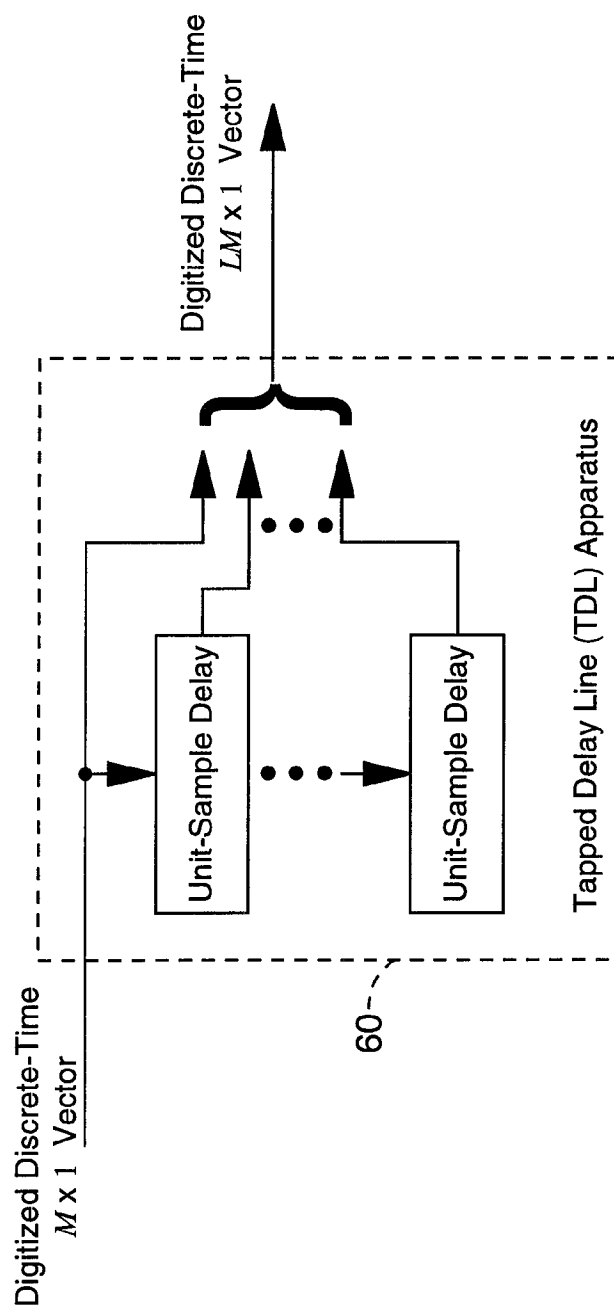 Digitized Discrete-Time
M x 1 Vector
Digitized Discrete-Time
LM x 1 Vector
Unit-Sample Delay
Unit-Sample Delay
60
Tapped Delay Line (TDL) Apparatus